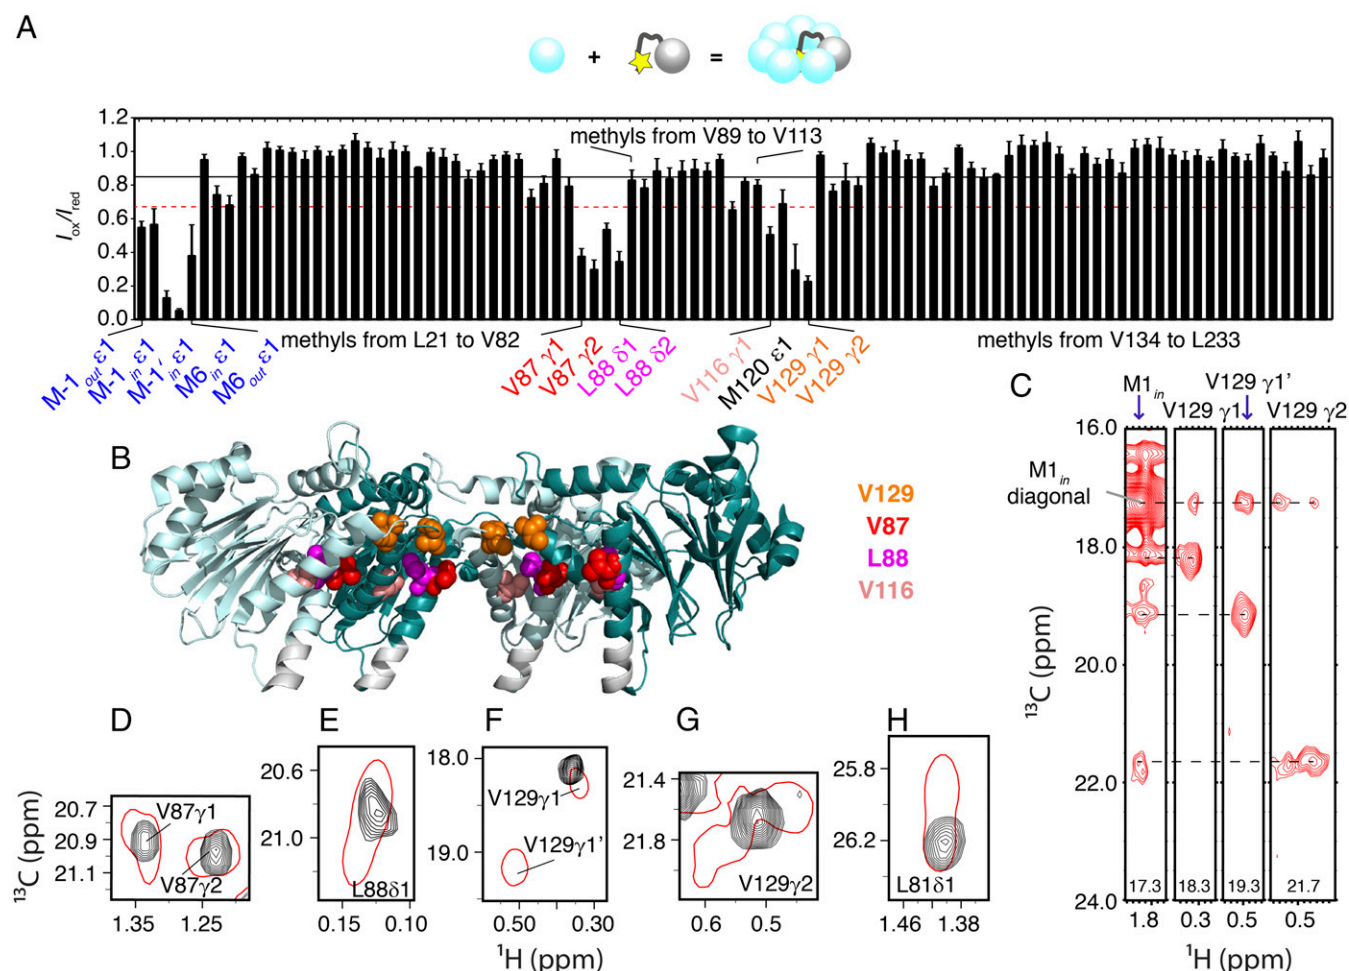 A
+ =
1.2
methyls from V89 to V113
1.0
0.8
0.6
0.4
0.2
0.0
Iox/Ired
methyls from L21 to V82
methyls from V134 to L233
M-1out ε1
M-1in ε1
M-1'in ε1
M6in ε1
M6out ε1
V87 γ1
V87 γ2
L88 δ1
L88 δ2
V116 γ1
M120 ε1
V129 γ1
V129 γ2
B
V129
V87
L88
V116
C
M1in
V129 γ1
V129 γ1'
V129 γ2
M1in
diagonal
16.0
18.0
20.0
22.0
24.0
13C (ppm)
17.3 18.3 19.3 21.7
1.8 0.3 0.5 0.5
1H (ppm)
D
V87γ1
V87γ2
20.7
20.9
21.1
13C (ppm)
1.35 1.25
E
20.6
21.0
L88δ1
0.15 0.10
F
18.0
19.0
V129γ1
V129γ1'
0.50 0.30
G
21.4
21.8
V129γ2
0.6 0.5
H
25.8
26.2
L81δ1
1.46 1.38
1H (ppm)